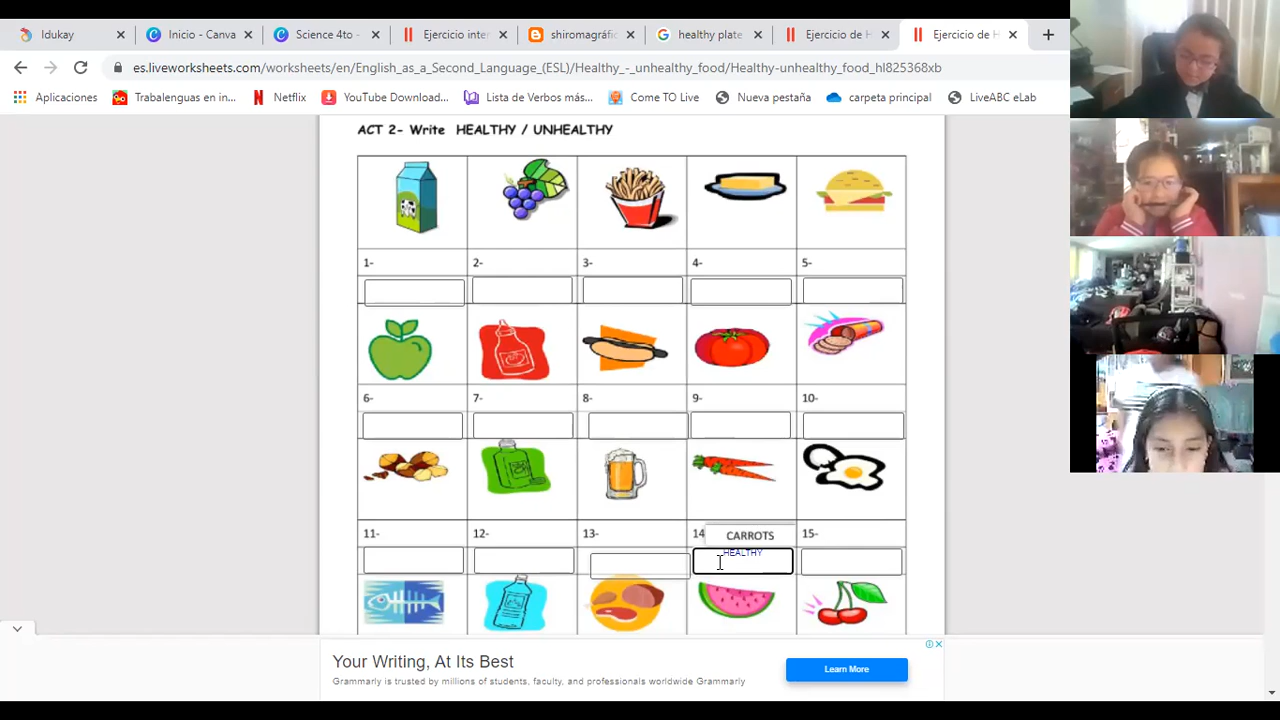 Idukay
Inicio - Canva
Science 4to -
Ejercicio inter
shiromagráfic
healthy plate
Ejercicio de H
Ejercicio de H
es.liveworksheets.com/worksheets/en/English_as_a_Second_Language_(ESL)/Healthy_-_unhealthy_food/Healthy-unhealthy_food_hl825368xb
Aplicaciones
Trabalenguas en in...
Netflix
YouTube Download...
Lista de Verbos más...
Come TO Live
Nueva pestaña
carpeta principal
LiveABC eLab
ACT 2- Write HEALTHY / UNHEALTHY
1- 2- 3- 4- 5-
6- 7- 8- 9- 10-
11- 12- 13- 14 CARROTS 15-
HEALTHY
Your Writing, At Its Best
Grammarly is trusted by millions of students, faculty, and professionals worldwide Grammarly
Learn More